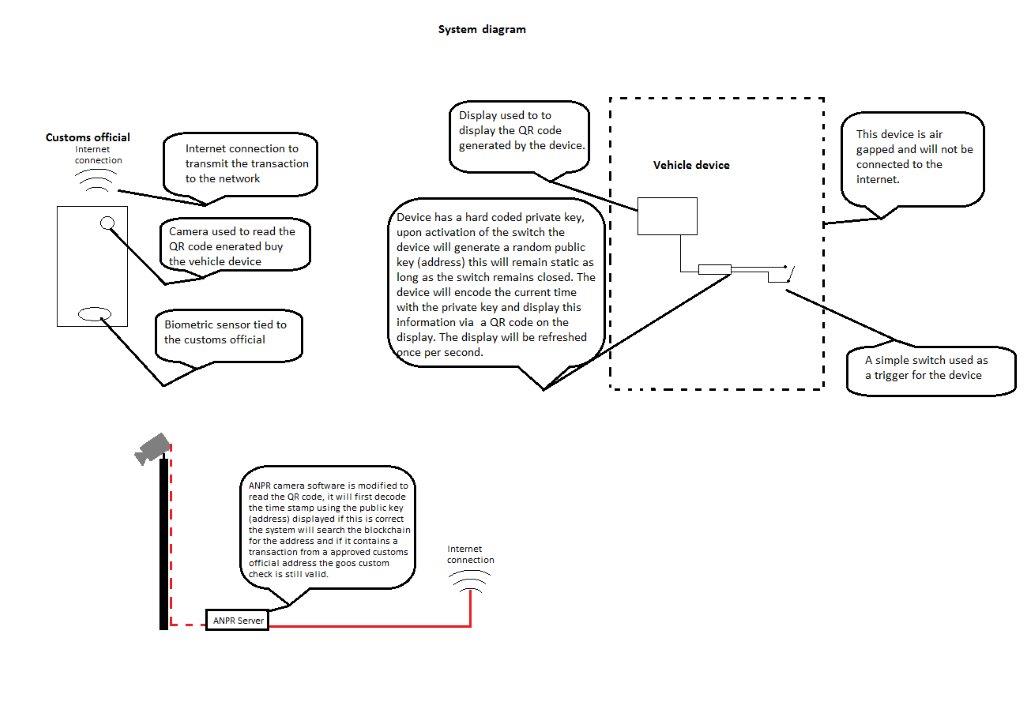 System diagram
Customs official
Internet
connection
Internet connection to
transmit the transaction
to the network
Camera used to read the
QR code enerated buy
the vehicle device
Biometric sensor tied to
the customs official
Display used to to
display the QR code
generated by the device.
Vehicle device
This device is air
gapped and will not be
connected to the
internet.
Device has a hard coded private key,
upon activation of the switch the
device will generate a random public
key (address) this will remain static as
long as the switch remains closed. The
device will encode the current time
with the private key and display this
information via a QR code on the
display. The display will be refreshed
once per second.
A simple switch used as
a trigger for the device
ANPR camera software is modified to
read the QR code, it will first decode
the time stamp using the public key
(address) displayed if this is correct
the system will search the blockchain
for the address and if it contains a
transaction from a approved customs
official address the goos custom
check is still valid.
Internet
connection
ANPR Server